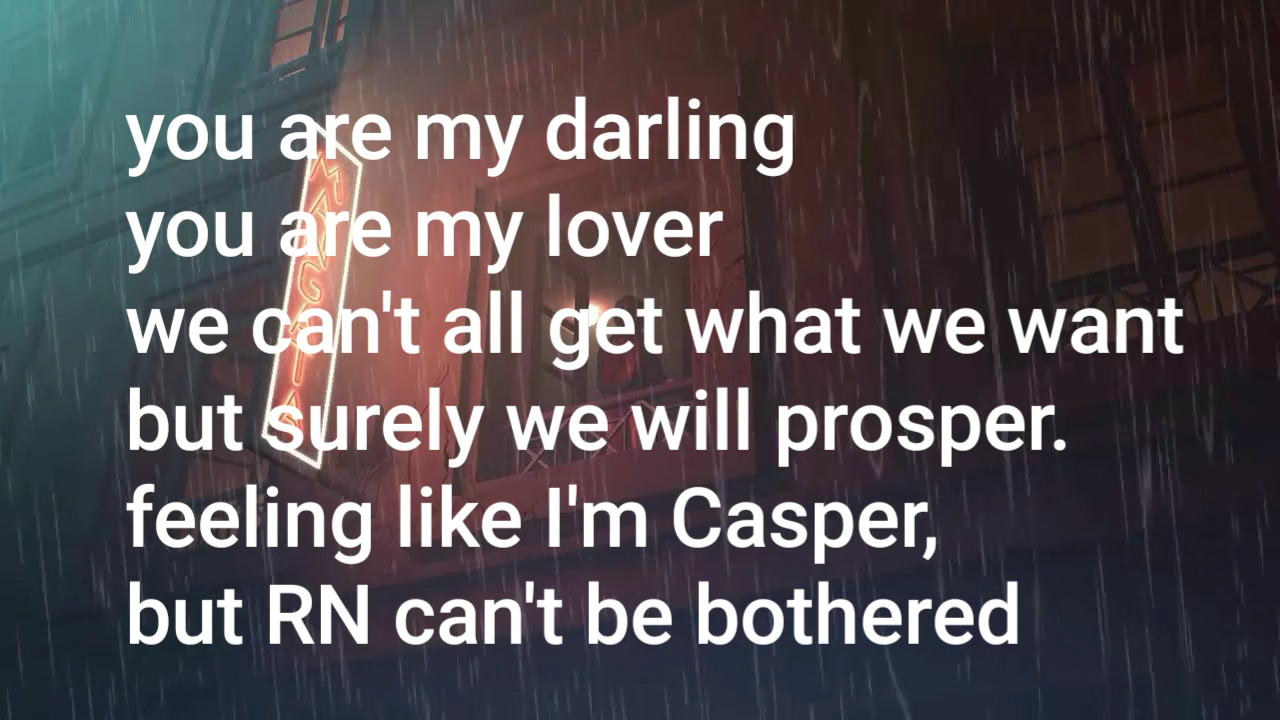 you are my darling
you are my lover
we can't all get what we want
but surely we will prosper.
feeling like I'm Casper,
but RN can't be bothered